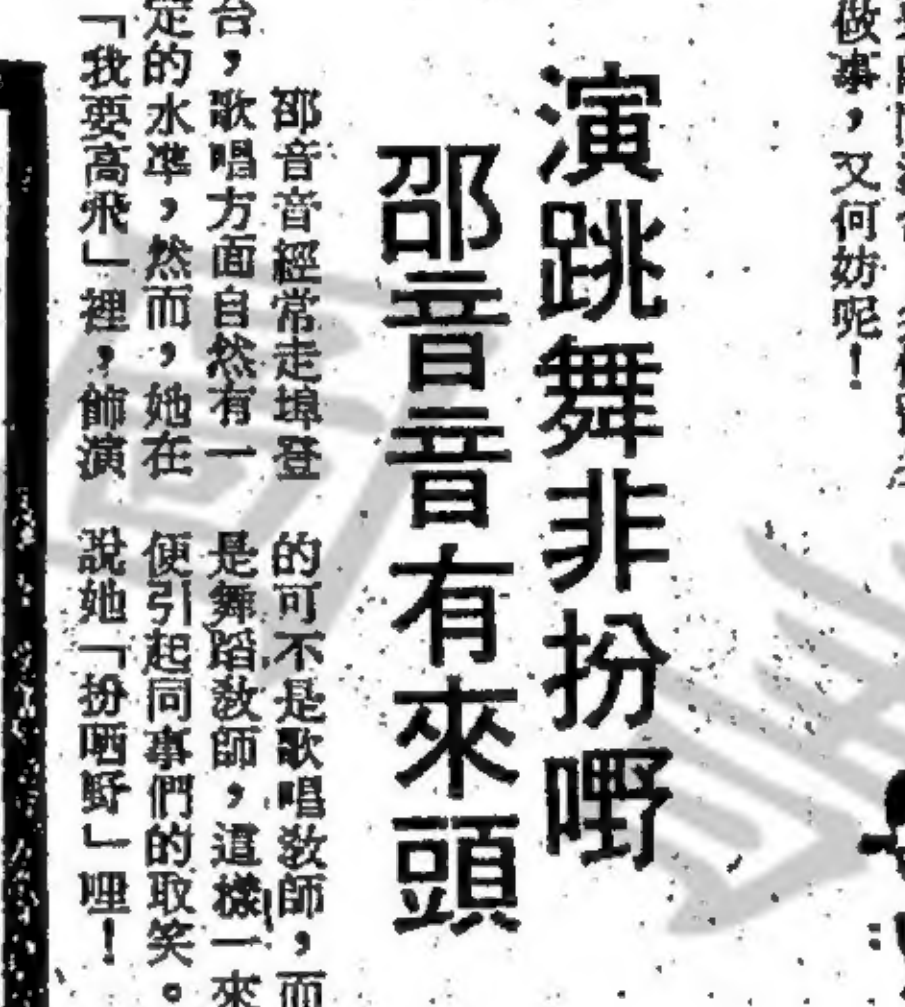 做事，又何妨呢！
演跳舞非扮嘢
邵音音有來頭
邵音音經常走埠登
台，歌唱方面自然有一
定的水準，然而，她在
「我要高飛」裡，飾演
的可不是歌唱教師，而
是舞蹈教師，這樣一來
便引起同事們的取笑。
說她「扮哂野」哩！